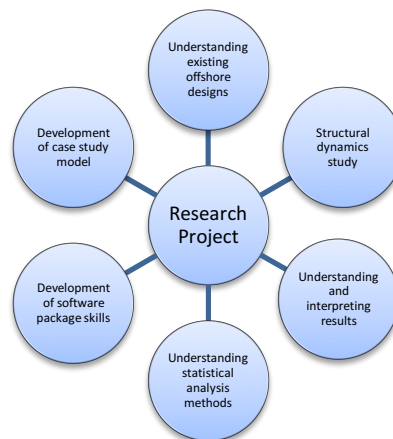 Understanding
existing
offshore
designs
Structural
dynamics
study
Understanding
and
interpreting
results
Understanding
statistical
analysis
methods
Development
of software
package skills
Development
of case study
model
Research
Project